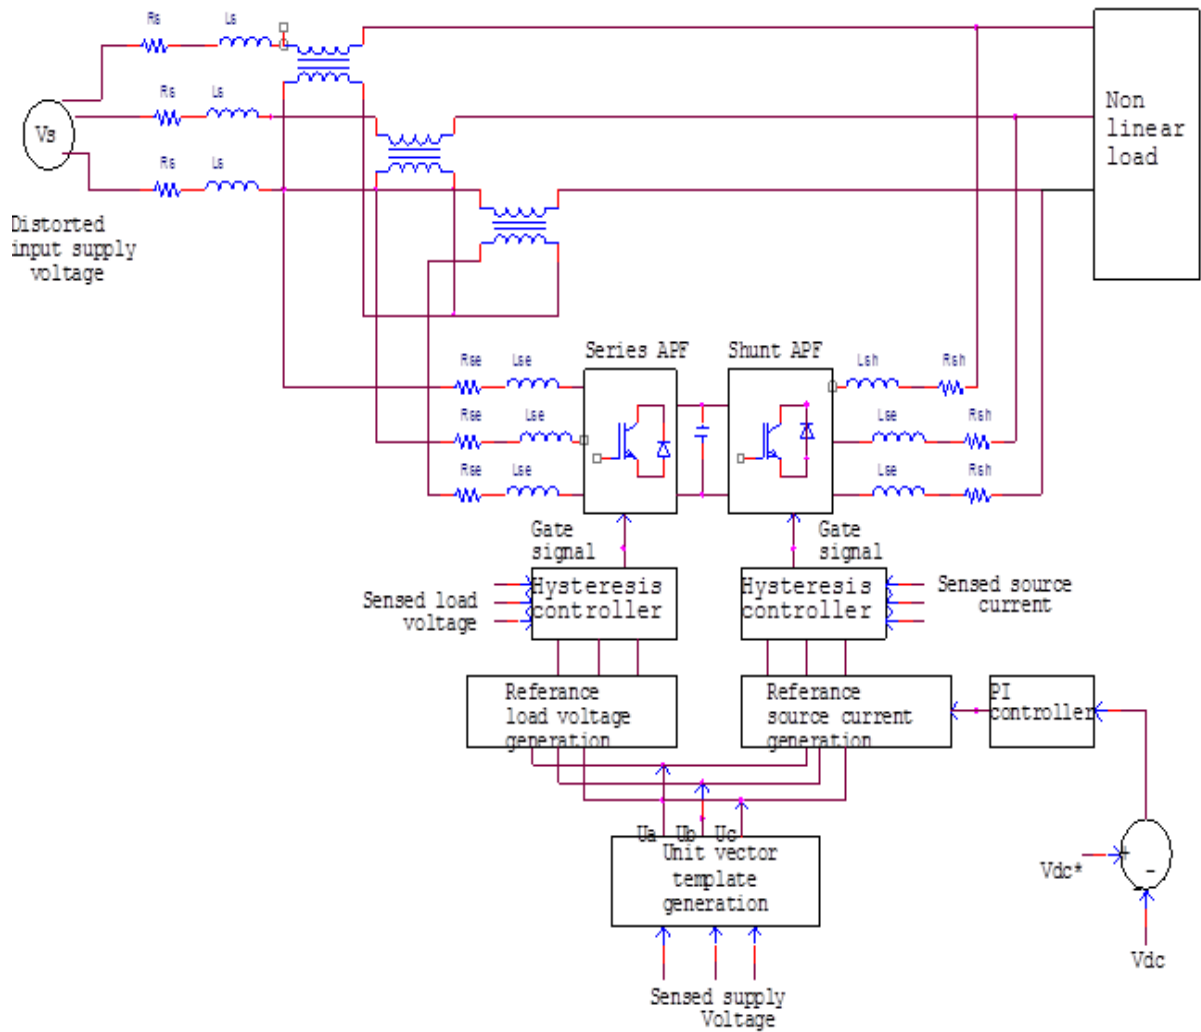 Rs
Ls
Rs
Ls
Rs
Ls
Vs
Distorted
input supply
voltage
Non
linear
load
Series APF
Shunt APF
Rse
Lse
Rse
Lse
Rse
Lse
Lsh
Rsh
Lse
Rsh
Lse
Rsh
Gate
signal
Gate
signal
Sensed load
voltage
Hysteresis
controller
Hysteresis
controller
Sensed source
current
Referance
load voltage
generation
Referance
source current
generation
PI
controller
Ua Ub Uc
Unit vector
template
generation
Vdc*
+
-
Vdc
Sensed supply
Voltage